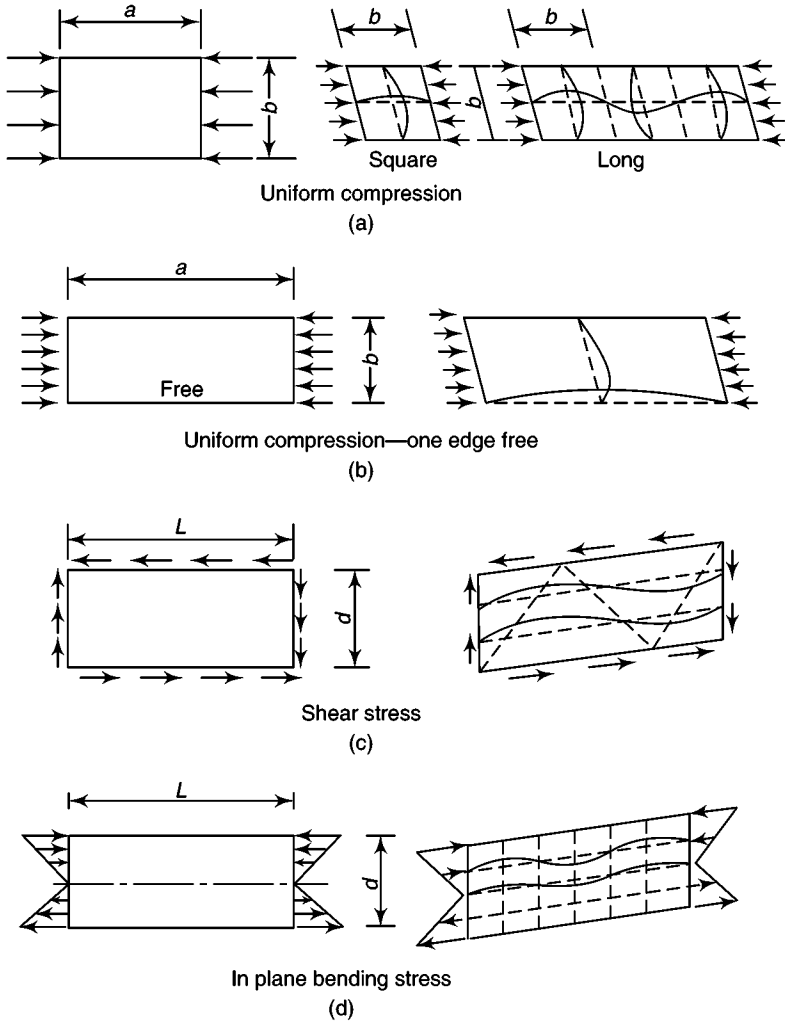 a
b
b
b
b
Square
Long
Uniform compression
(a)
a
b
Free
Uniform compression—one edge free
(b)
L
d
Shear stress
(c)
L
d
In plane bending stress
(d)